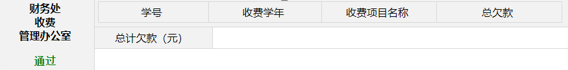 财务处
收费
管理办公室
通过
学号 收费学年 收费项目名称 总欠款
总计欠款（元）